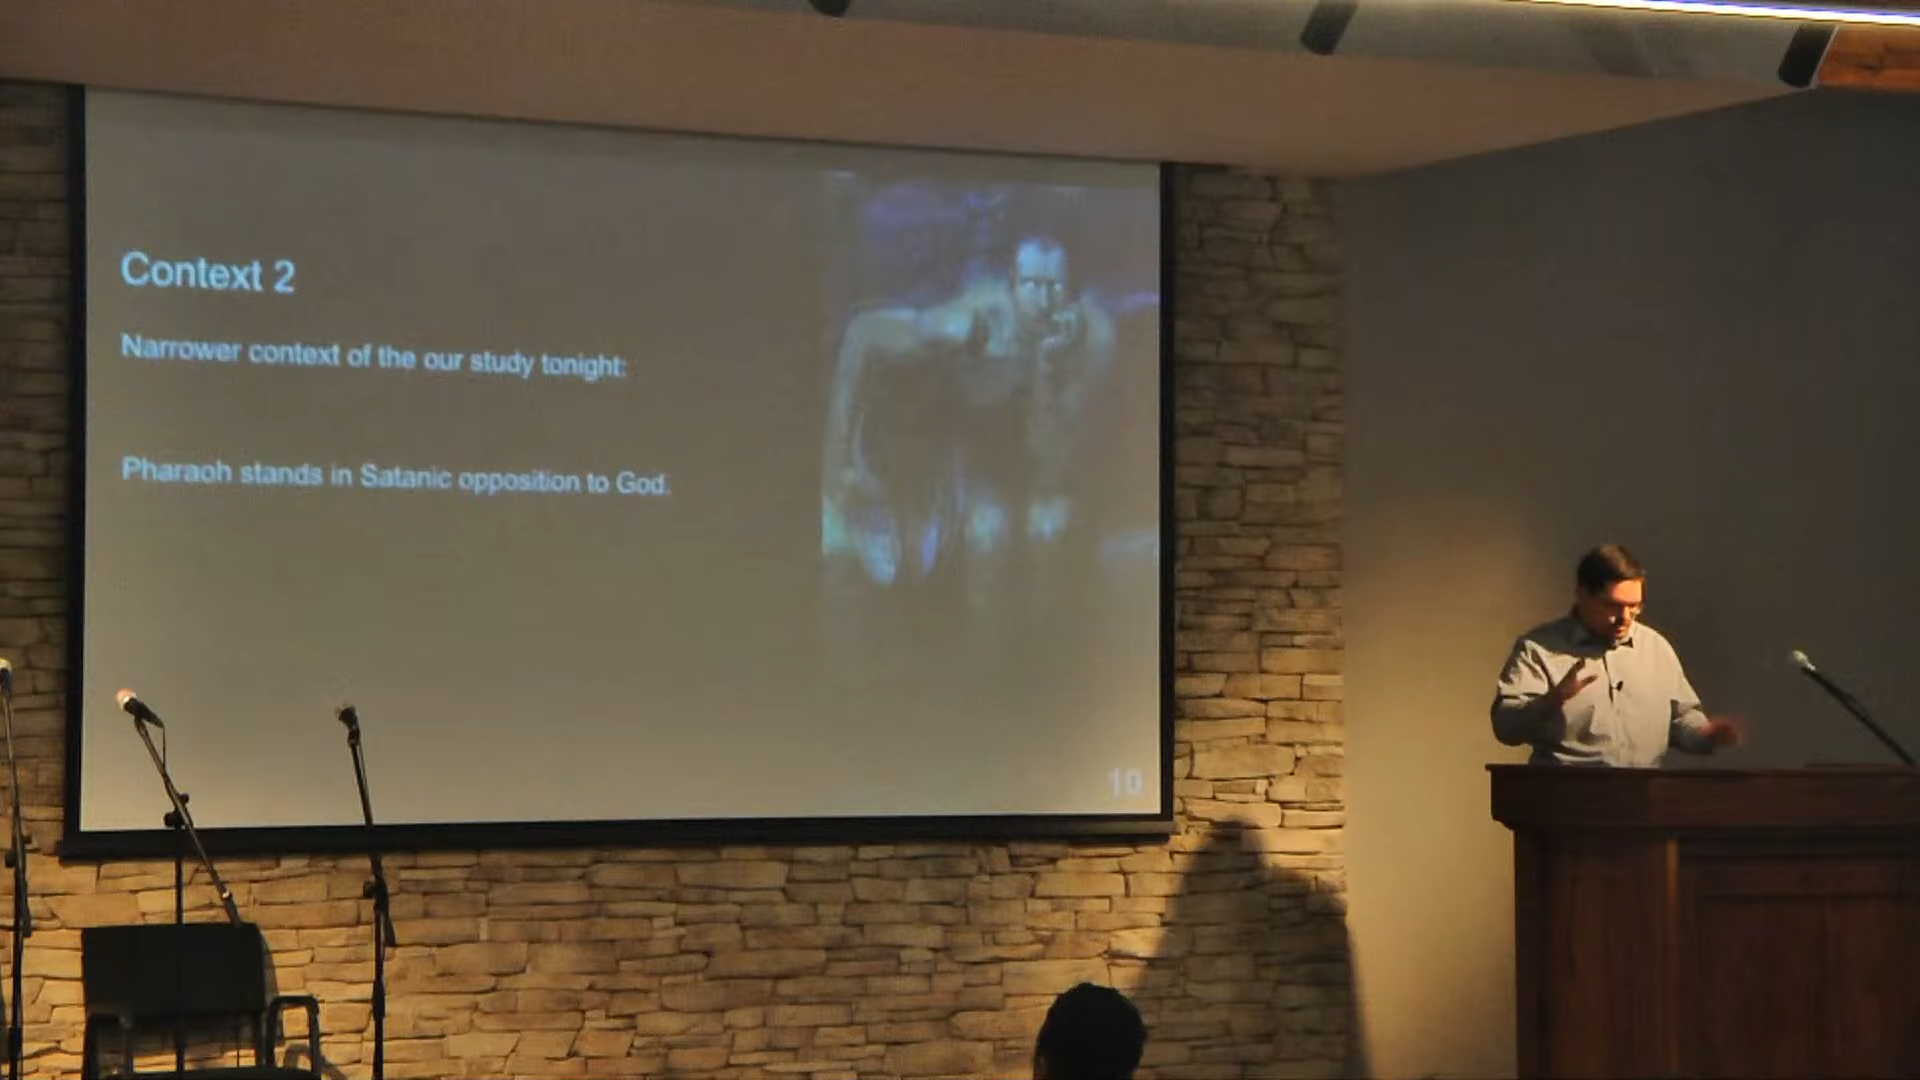 Context 2
Narrower context of the our study tonight:
Pharaoh stands in Satanic opposition to God.
10